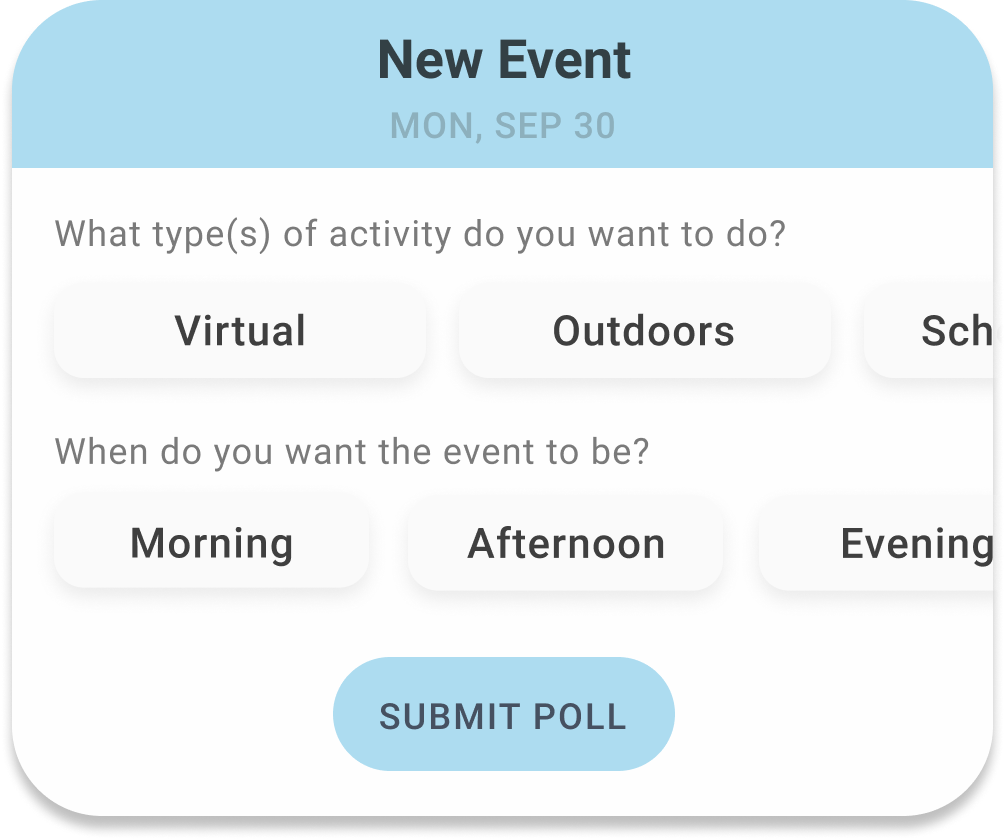 New Event
MON, SEP 30
What type(s) of activity do you want to do?
Virtual Outdoors Sch
When do you want the event to be?
Morning Afternoon Evening
SUBMIT POLL